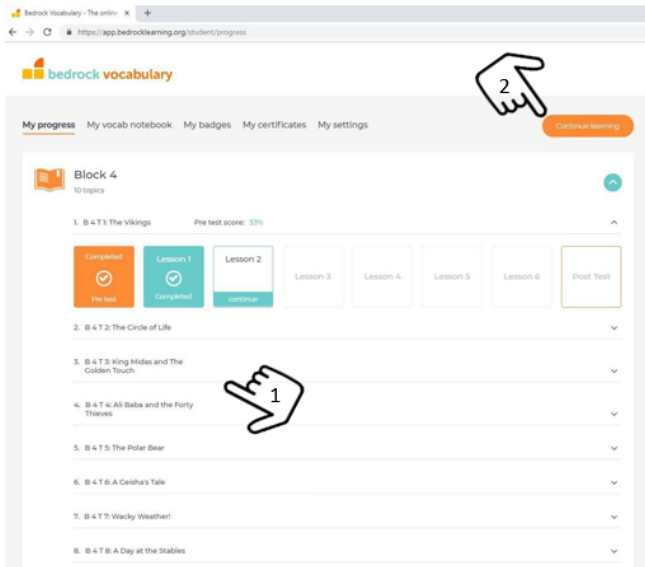 Bedrock Vocabulary - The online
https://app.bedrocklearning.org/student/progress
bedrock vocabulary
2
My progress My vocab notebook My badges My certificates My settings
Continue learning
Block 4
10 topics
1. B 4 T 1: The Vikings Pre test score: 33%
Completed
Pre test
Lesson 1
Completed
Lesson 2
continue
Lesson 3
Lesson 4
Lesson 5
Lesson 6
Post Test
2. B 4 T 2: The Circle of Life
3. B 4 T 3: King Midas and The
Golden Touch
1
4. B 4 T 4: Ali Baba and the Forty
Thieves
5. B 4 T 5: The Polar Bear
6. B 4 T 6: A Geisha's Tale
7. B 4 T 7: Wacky Weather!
8. B 4 T 8: A Day at the Stables